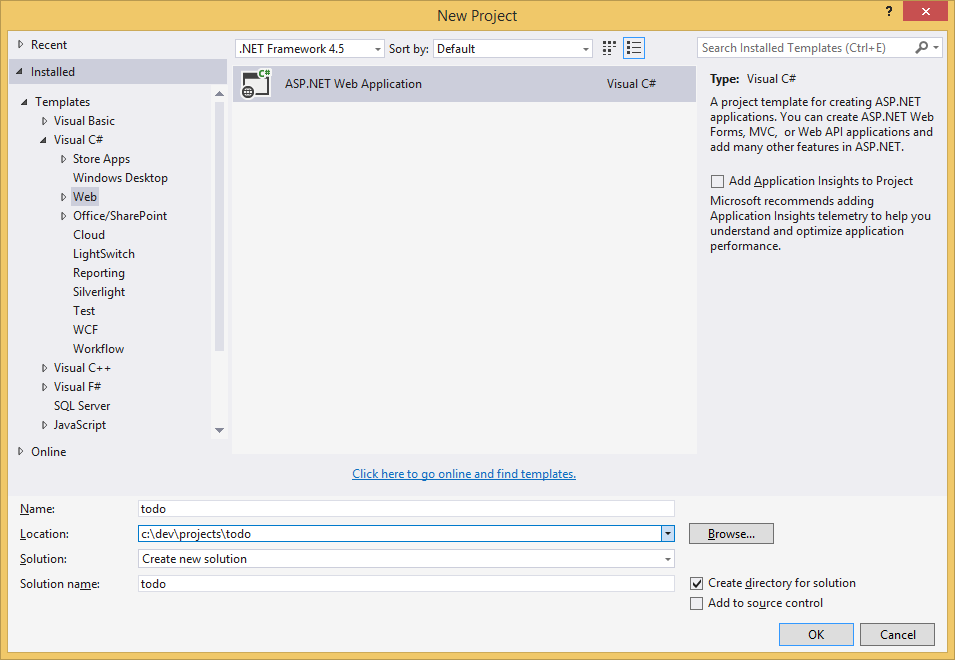 New Project
?
Recent
Installed
Templates
Visual Basic
Visual C#
Store Apps
Windows Desktop
Web
Office/SharePoint
Cloud
LightSwitch
Reporting
Silverlight
Test
WCF
Workflow
Visual C++
Visual F#
SQL Server
JavaScript
Online
.NET Framework 4.5 Sort by: Default
C# ASP.NET Web Application Visual C#
Click here to go online and find templates.
Search Installed Templates (Ctrl+E)
Type: Visual C#
A project template for creating ASP.NET
applications. You can create ASP.NET Web
Forms, MVC, or Web API applications and
add many other features in ASP.NET.
Add Application Insights to Project
Microsoft recommends adding
Application Insights telemetry to help you
understand and optimize application
performance.
Name: todo
Location: c:\dev\projects\todo Browse...
Solution: Create new solution
Solution name: todo
Create directory for solution
Add to source control
OK Cancel